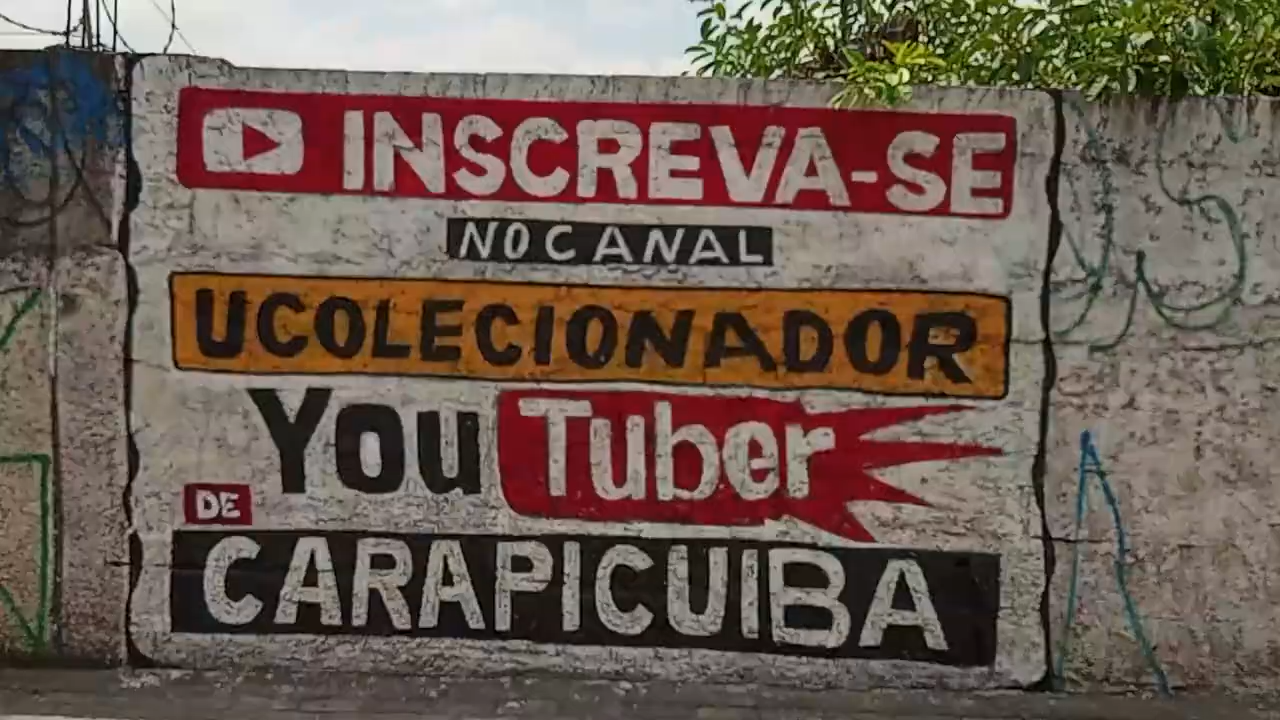 INSCREVA-SE
NO CANAL
UCOLECIONADOR
YouTuber
DE
CARAPICUIBA